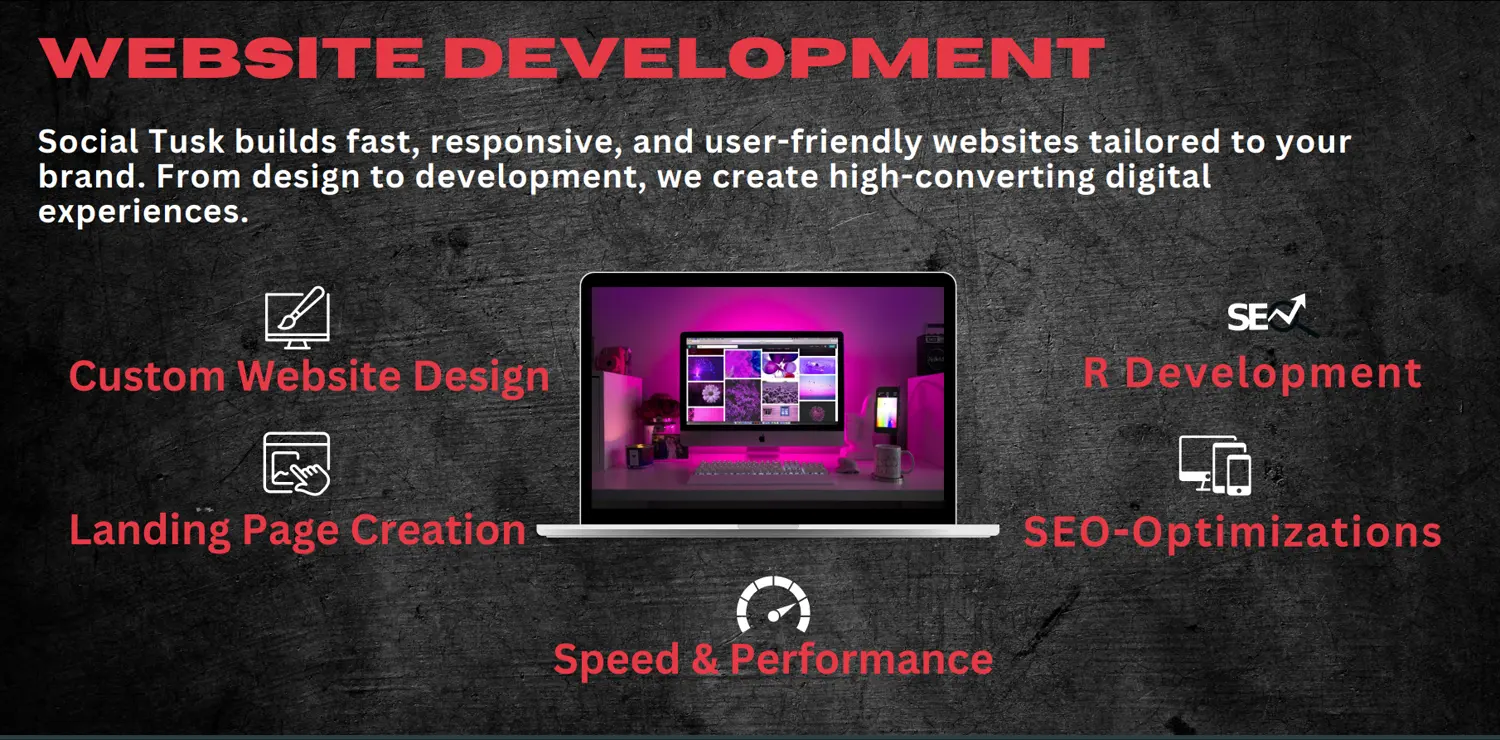 WEBSITE DEVELOPMENT
Social Tusk builds fast, responsive, and user-friendly websites tailored to your
brand. From design to development, we create high-converting digital
experiences.
SE
Custom Website Design
R Development
Landing Page Creation
SEO-Optimizations
Speed & Performance